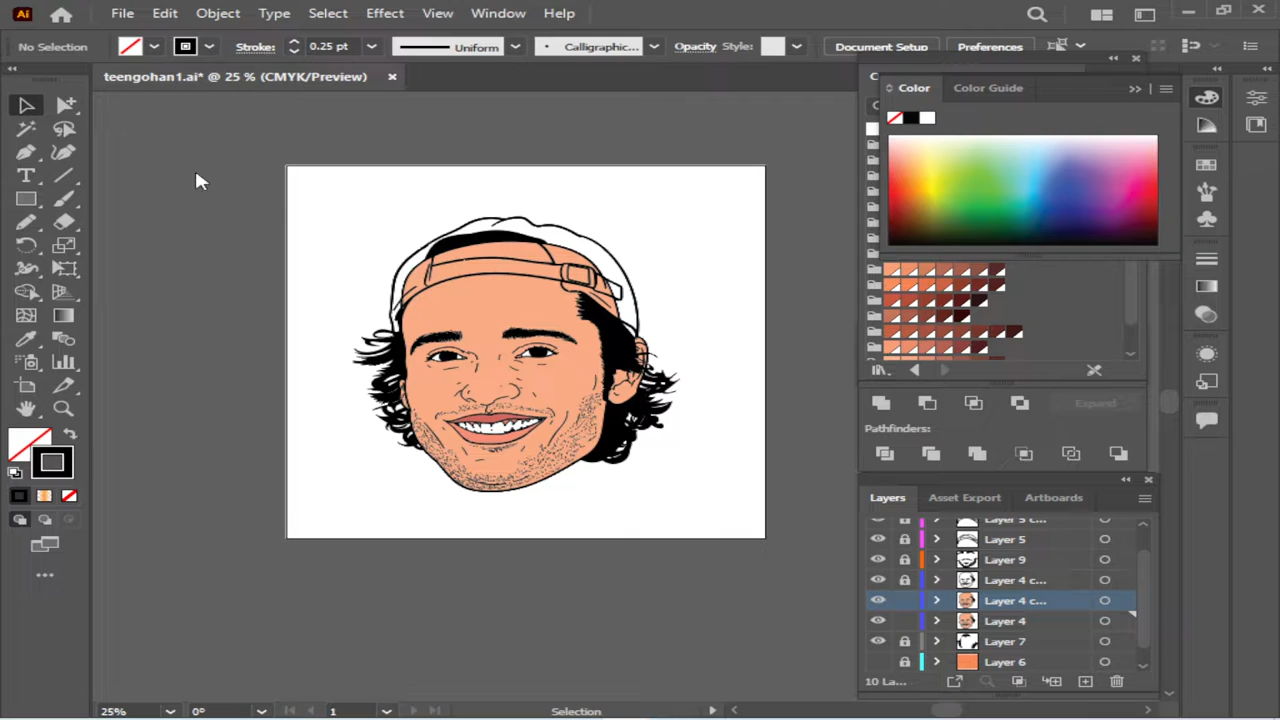 Ai File Edit Object Type Select Effect View Window Help
No Selection Stroke: 0.25 pt Uniform Calligraphic... Opacity Style: Document Setup Preferences
teengohan1.ai* @ 25 % (CMYK/Preview)
Color Color Guide
Expand
Pathfinders:
Layers Asset Export Artboards
Layer 5 c...
Layer 5
Layer 9
Layer 4 c...
Layer 4 c...
Layer 4
Layer 7
Layer 6
10 La...
25% 0° 1 Selection